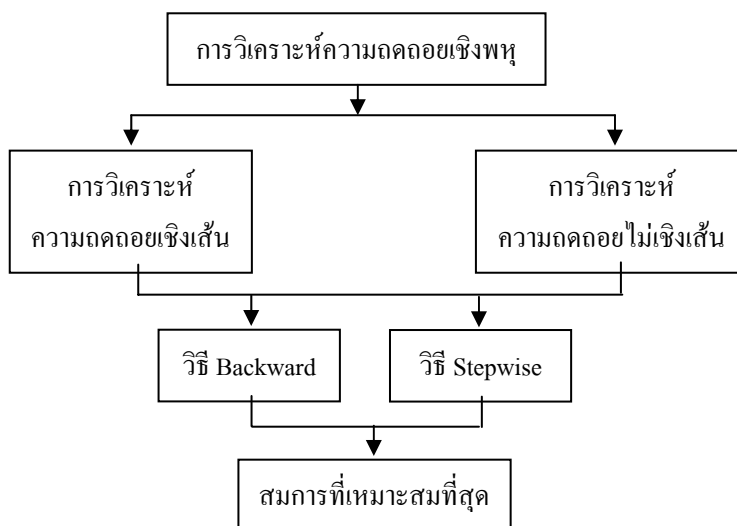 การวิเคราะห์ความถดถอยเชิงพหุ
การวิเคราะห์
ความถดถอยเชิงเส้น
การวิเคราะห์
ความถดถอยไม่เชิงเส้น
วิธี Backward
วิธี Stepwise
สมการที่เหมาะสมที่สุด